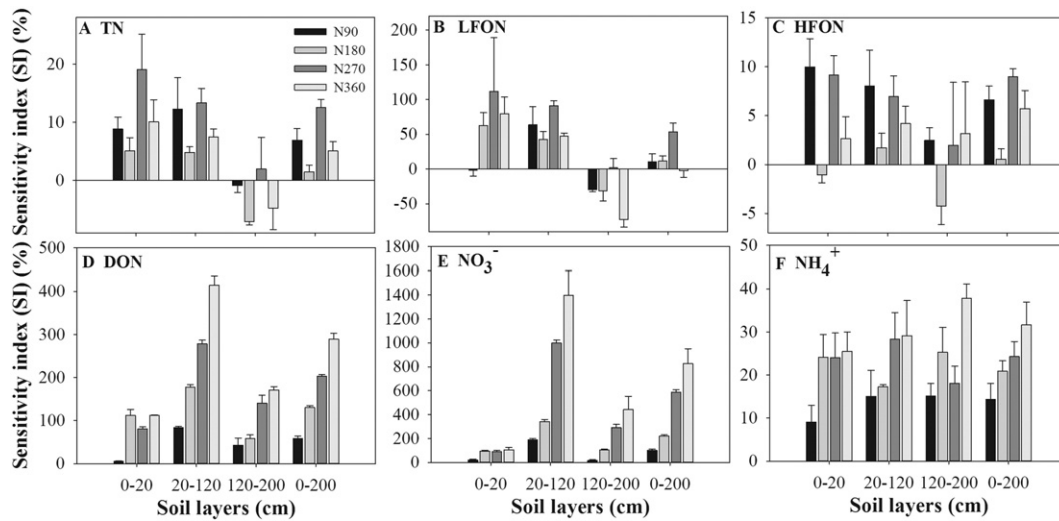 A TN
N90
N180
N270
N360
B LFON
C HFON
Sensitivity index (SI) (%)
20
10
0
200
150
100
50
0
-50
15
10
5
0
-5
D DON
E NO₃⁻
F NH₄⁺
Sensitivity index (SI) (%)
500
400
300
200
100
0
1800
1600
1400
1200
1000
800
600
400
200
0
50
40
30
20
10
0
0-20 20-120 120-200 0-200
0-20 20-120 120-200 0-200
0-20 20-120 120-200 0-200
Soil layers (cm)
Soil layers (cm)
Soil layers (cm)